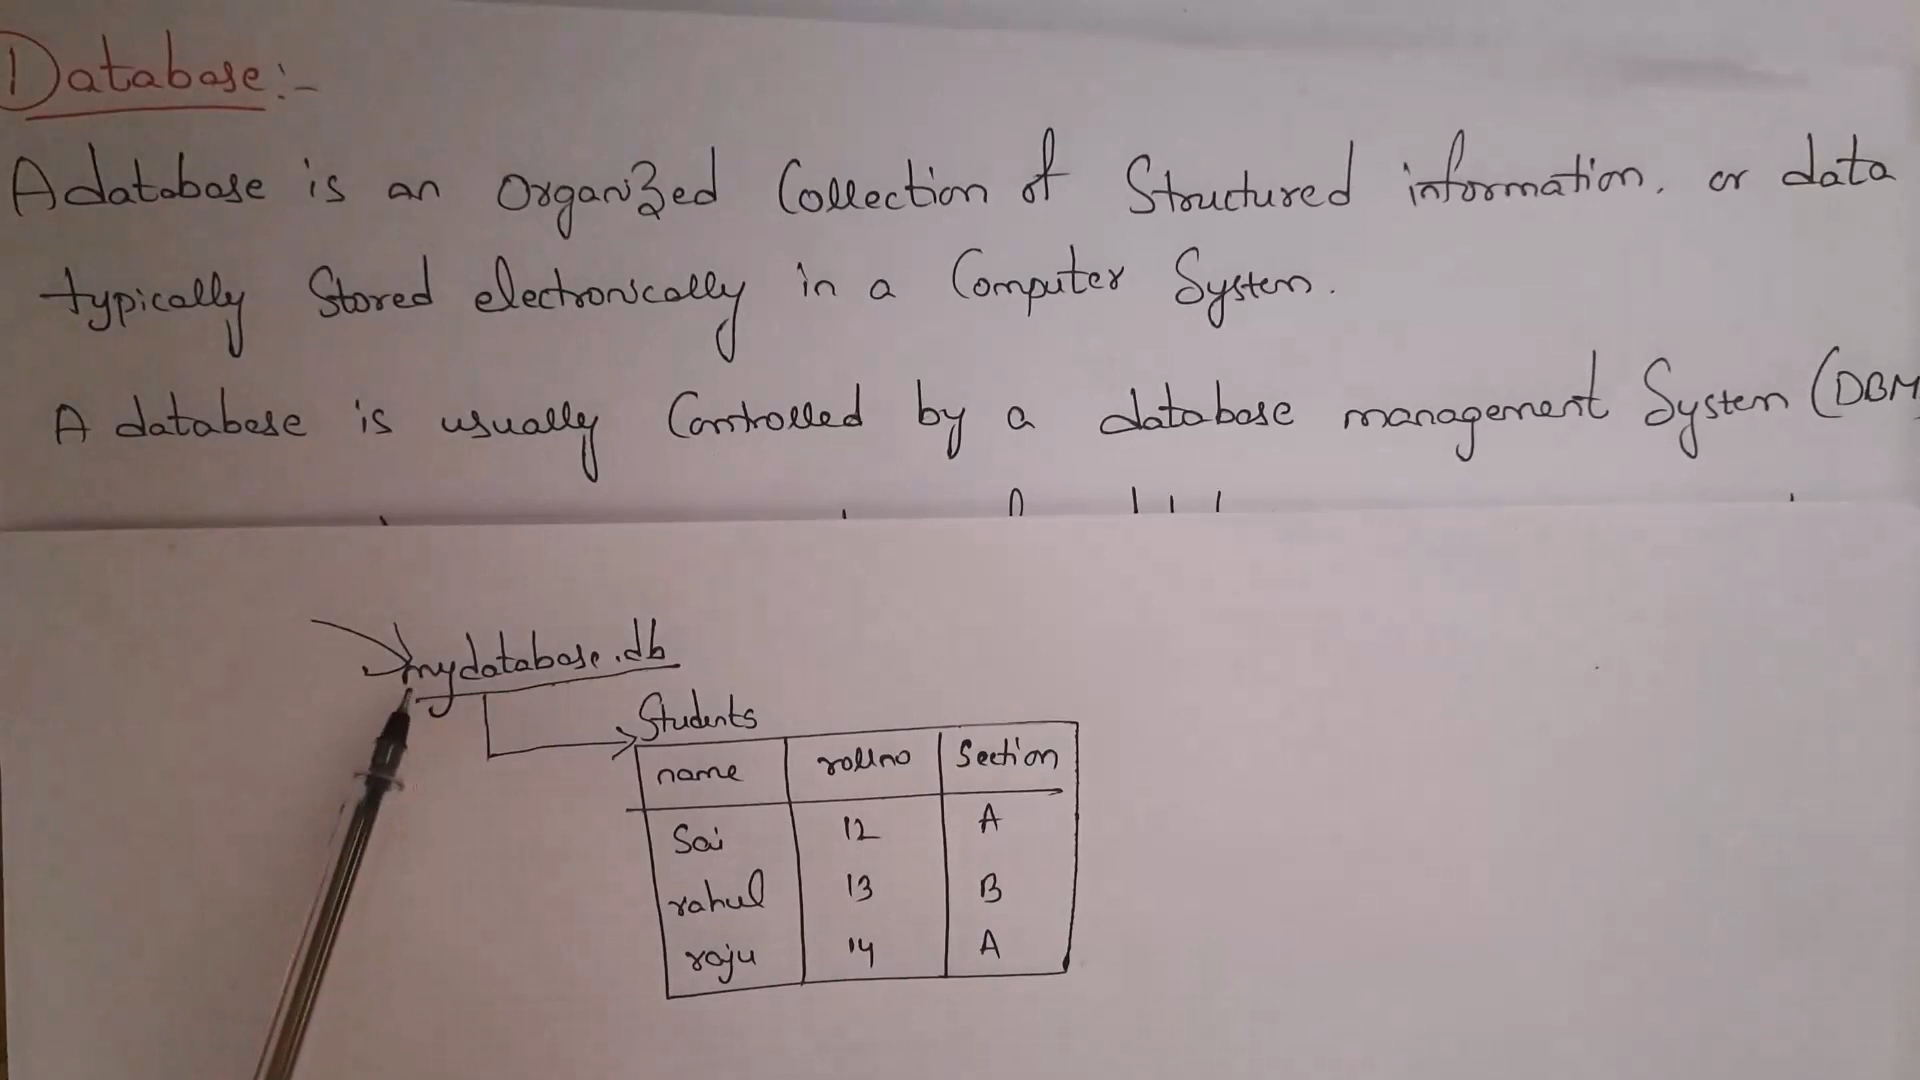 Database:-
A database is an Organized Collection of Structured information, or data
typically Stored electronically in a Computer System.
A database is usually Controlled by a database management System (DBM
mydatabase.db
Students
name rollno Section
Sai 12 A
rahul 13 B
raju 14 A